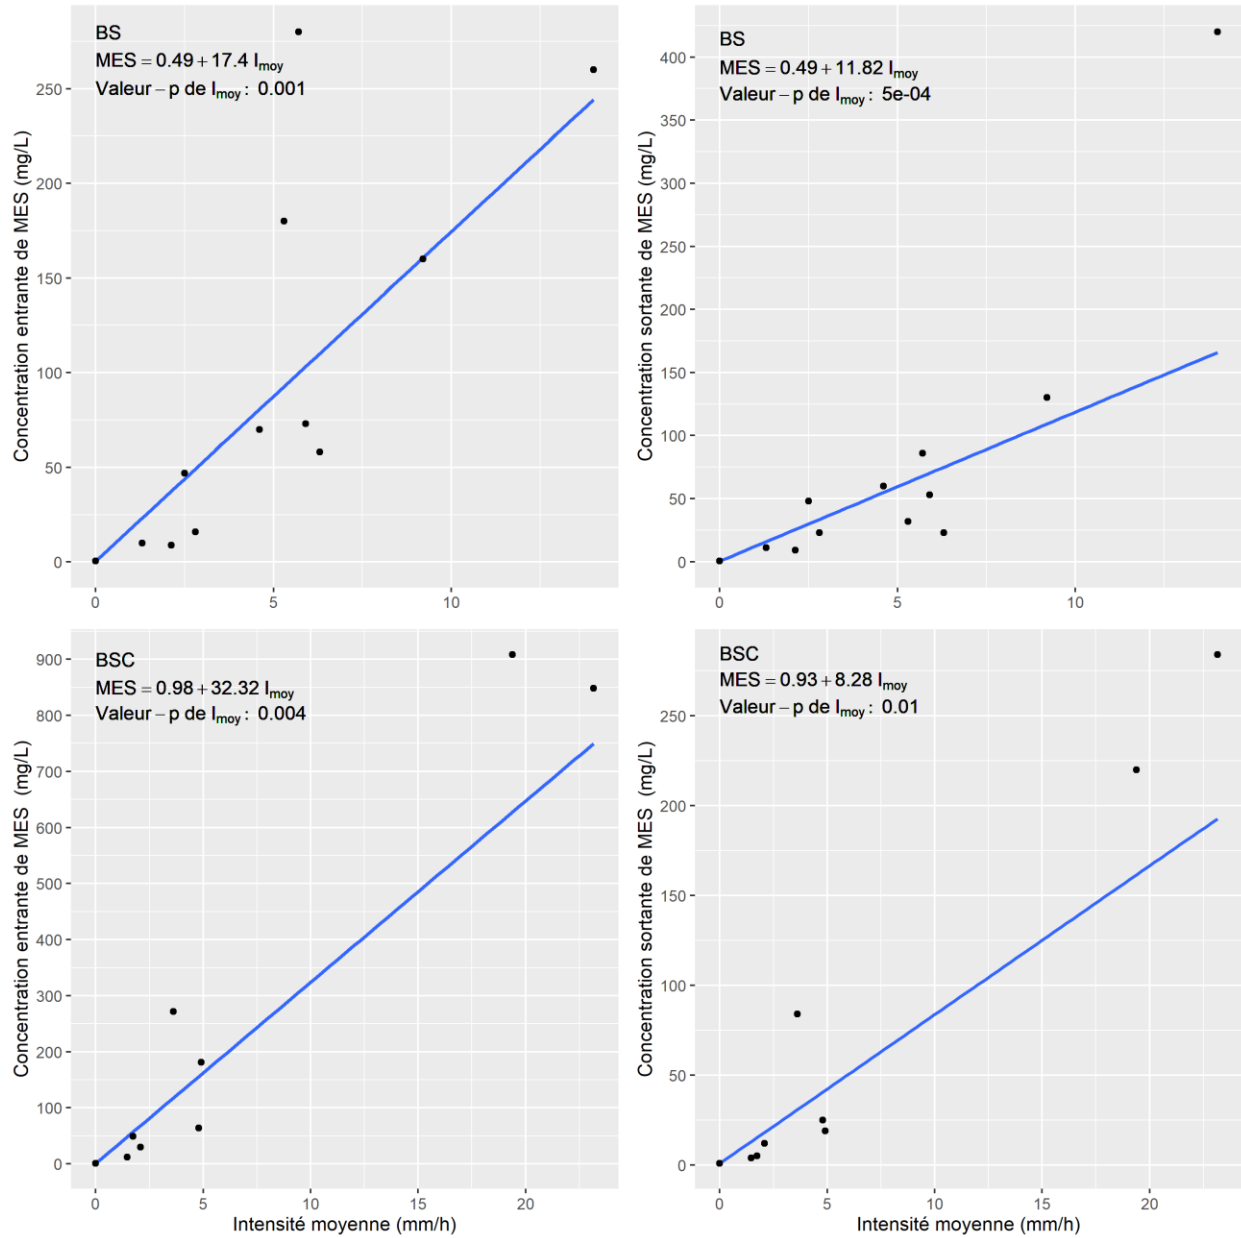 BS
MES = 0.49 + 17.4 Imoy
Valeur − p de Imoy : 0.001
Concentration entrante de MES (mg/L)
250
200
150
100
50
0
0 5 10
BS
MES = 0.49 + 11.82 Imoy
Valeur − p de Imoy : 5e-04
Concentration sortante de MES (mg/L)
400
350
300
250
200
150
100
50
0
0 5 10
BSC
MES = 0.98 + 32.32 Imoy
Valeur − p de Imoy : 0.004
Concentration entrante de MES (mg/L)
900
800
700
600
500
400
300
200
100
0
0 5 10 15 20
Intensité moyenne (mm/h)
BSC
MES = 0.93 + 8.28 Imoy
Valeur − p de Imoy : 0.01
Concentration sortante de MES (mg/L)
250
200
150
100
50
0
0 5 10 15 20
Intensité moyenne (mm/h)